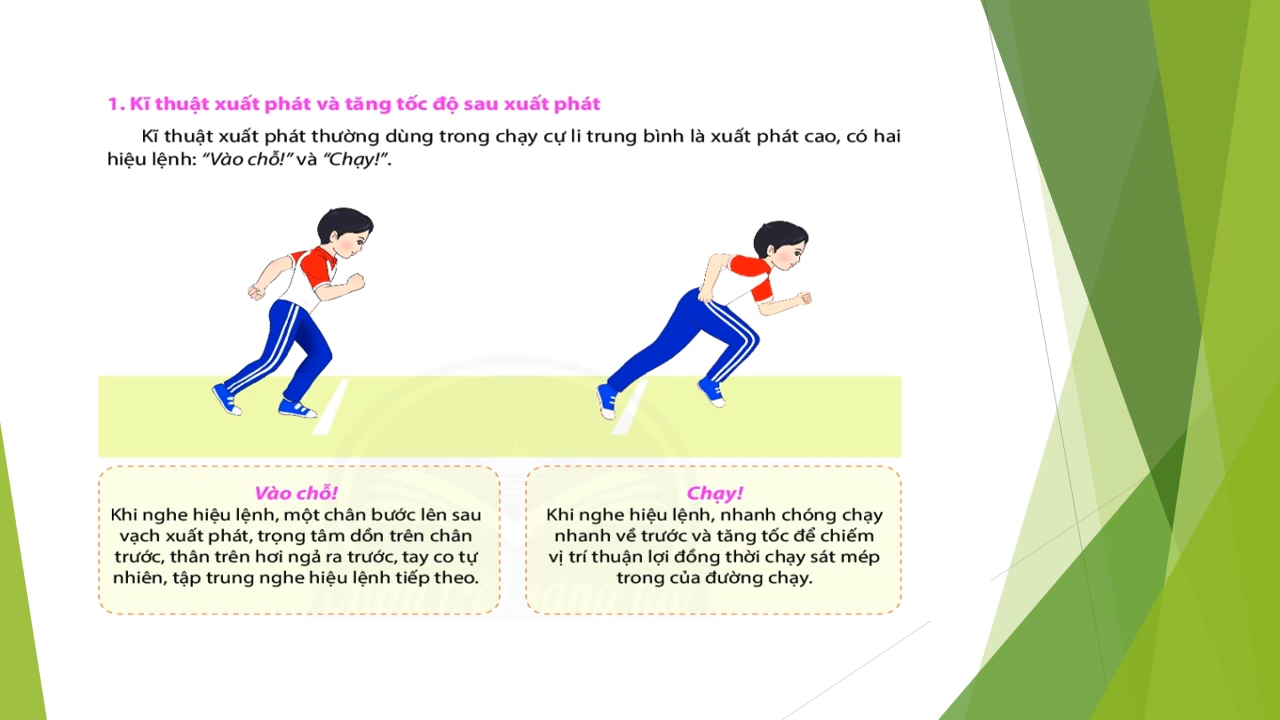 1. Kĩ thuật xuất phát và tăng tốc độ sau xuất phát
Kĩ thuật xuất phát thường dùng trong chạy cự li trung bình là xuất phát cao, có hai
hiệu lệnh: “Vào chỗ!” và “Chạy!”.
Vào chỗ!
Khi nghe hiệu lệnh, một chân bước lên sau
vạch xuất phát, trọng tâm dồn trên chân
trước, thân trên hơi ngả ra trước, tay co tự
nhiên, tập trung nghe hiệu lệnh tiếp theo.
Chạy!
Khi nghe hiệu lệnh, nhanh chóng chạy
nhanh về trước và tăng tốc để chiếm
vị trí thuận lợi đồng thời chạy sát mép
trong của đường chạy.